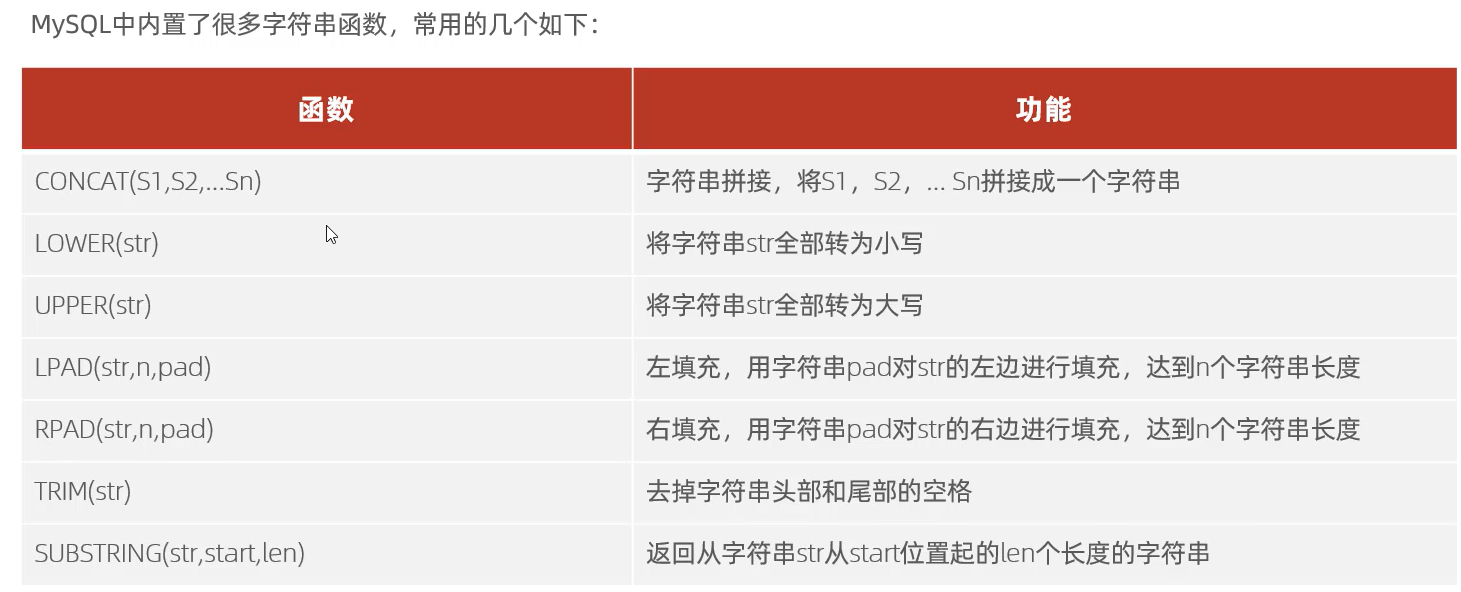 MySQL中内置了很多字符串函数，常用的几个如下：
函数 功能
CONCAT(S1,S2,...Sn) 字符串拼接，将S1，S2，... Sn拼接成一个字符串
LOWER(str) 将字符串str全部转为小写
UPPER(str) 将字符串str全部转为大写
LPAD(str,n,pad) 左填充，用字符串pad对str的左边进行填充，达到n个字符串长度
RPAD(str,n,pad) 右填充，用字符串pad对str的右边进行填充，达到n个字符串长度
TRIM(str) 去掉字符串头部和尾部的空格
SUBSTRING(str,start,len) 返回从字符串str从start位置起的len个长度的字符串